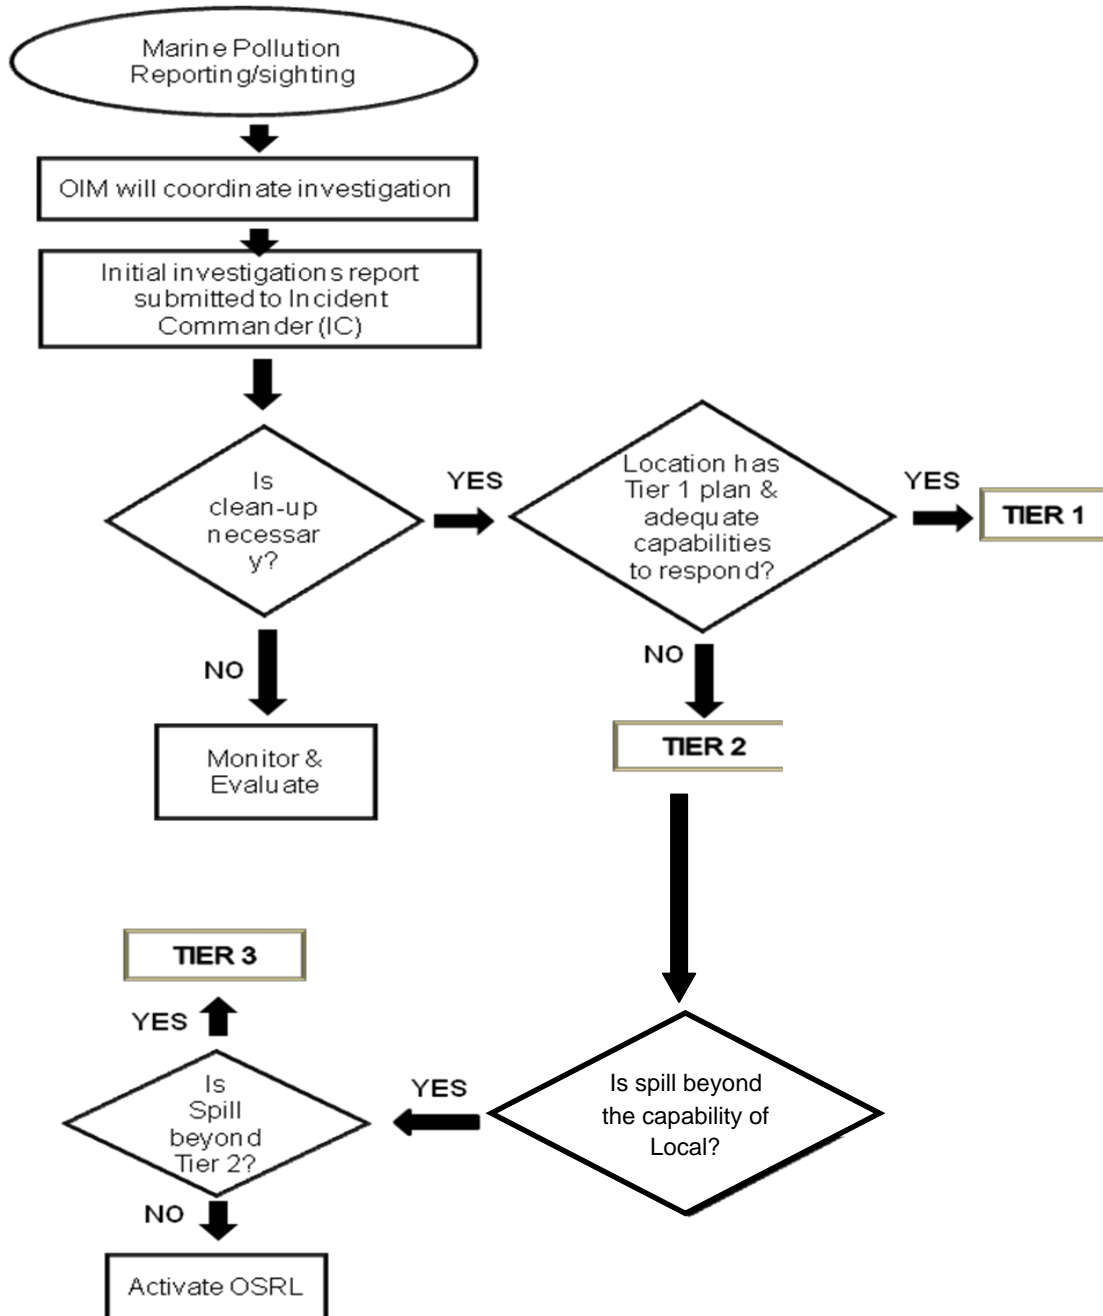 Marine Pollution
Reporting/sighting
OIM will coordinate investigation
Initial investigations report
submitted to Incident
Commander (IC)
Is
clean-up
necessar
y?
YES
Location has
Tier 1 plan &
adequate
capabilities
to respond?
YES
TIER 1
NO
Monitor &
Evaluate
NO
TIER 2
Is spill beyond
the capability of
Local?
YES
Is
Spill
beyond
Tier 2?
YES
TIER 3
NO
Activate OSRL